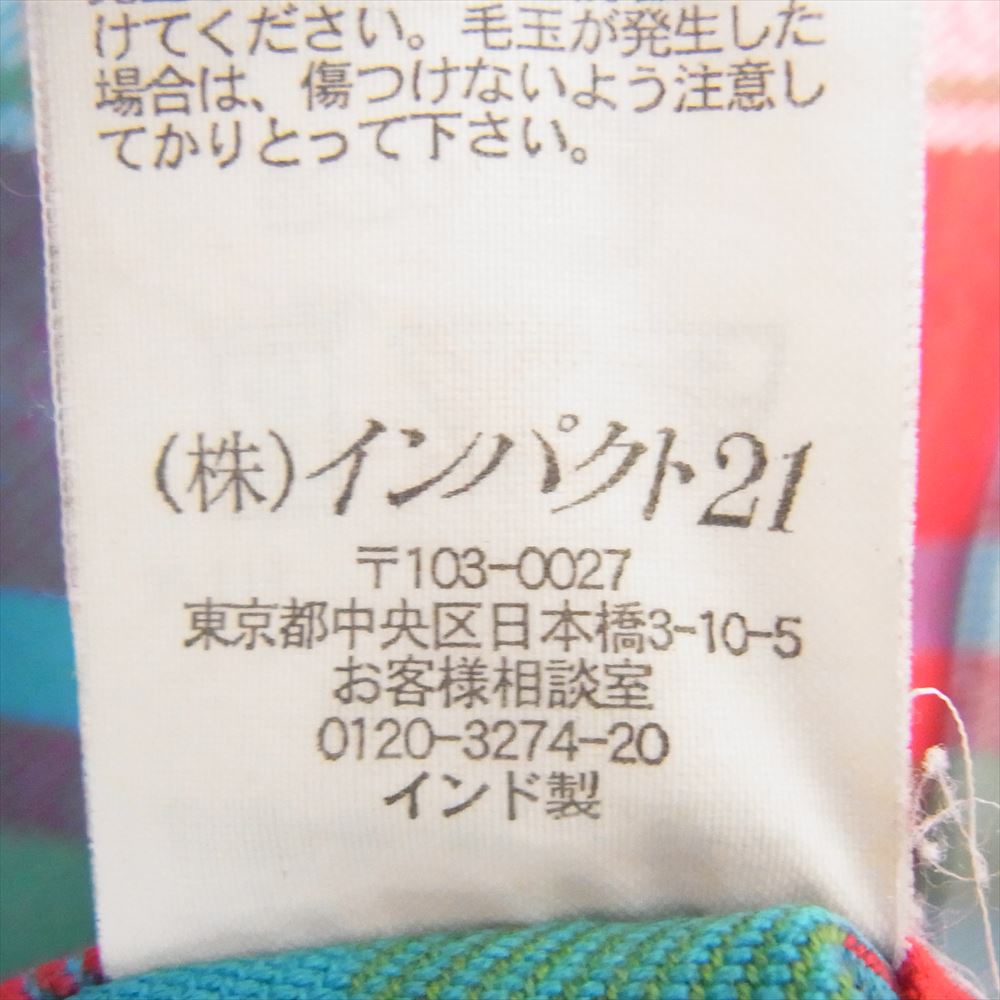 けてください。毛玉が発生した
場合は、傷つけないよう注意し
てかりとって下さい。
(株)インパクト21
〒103-0027
東京都中央区日本橋3-10-5
お客様相談室
0120-3274-20
インド製